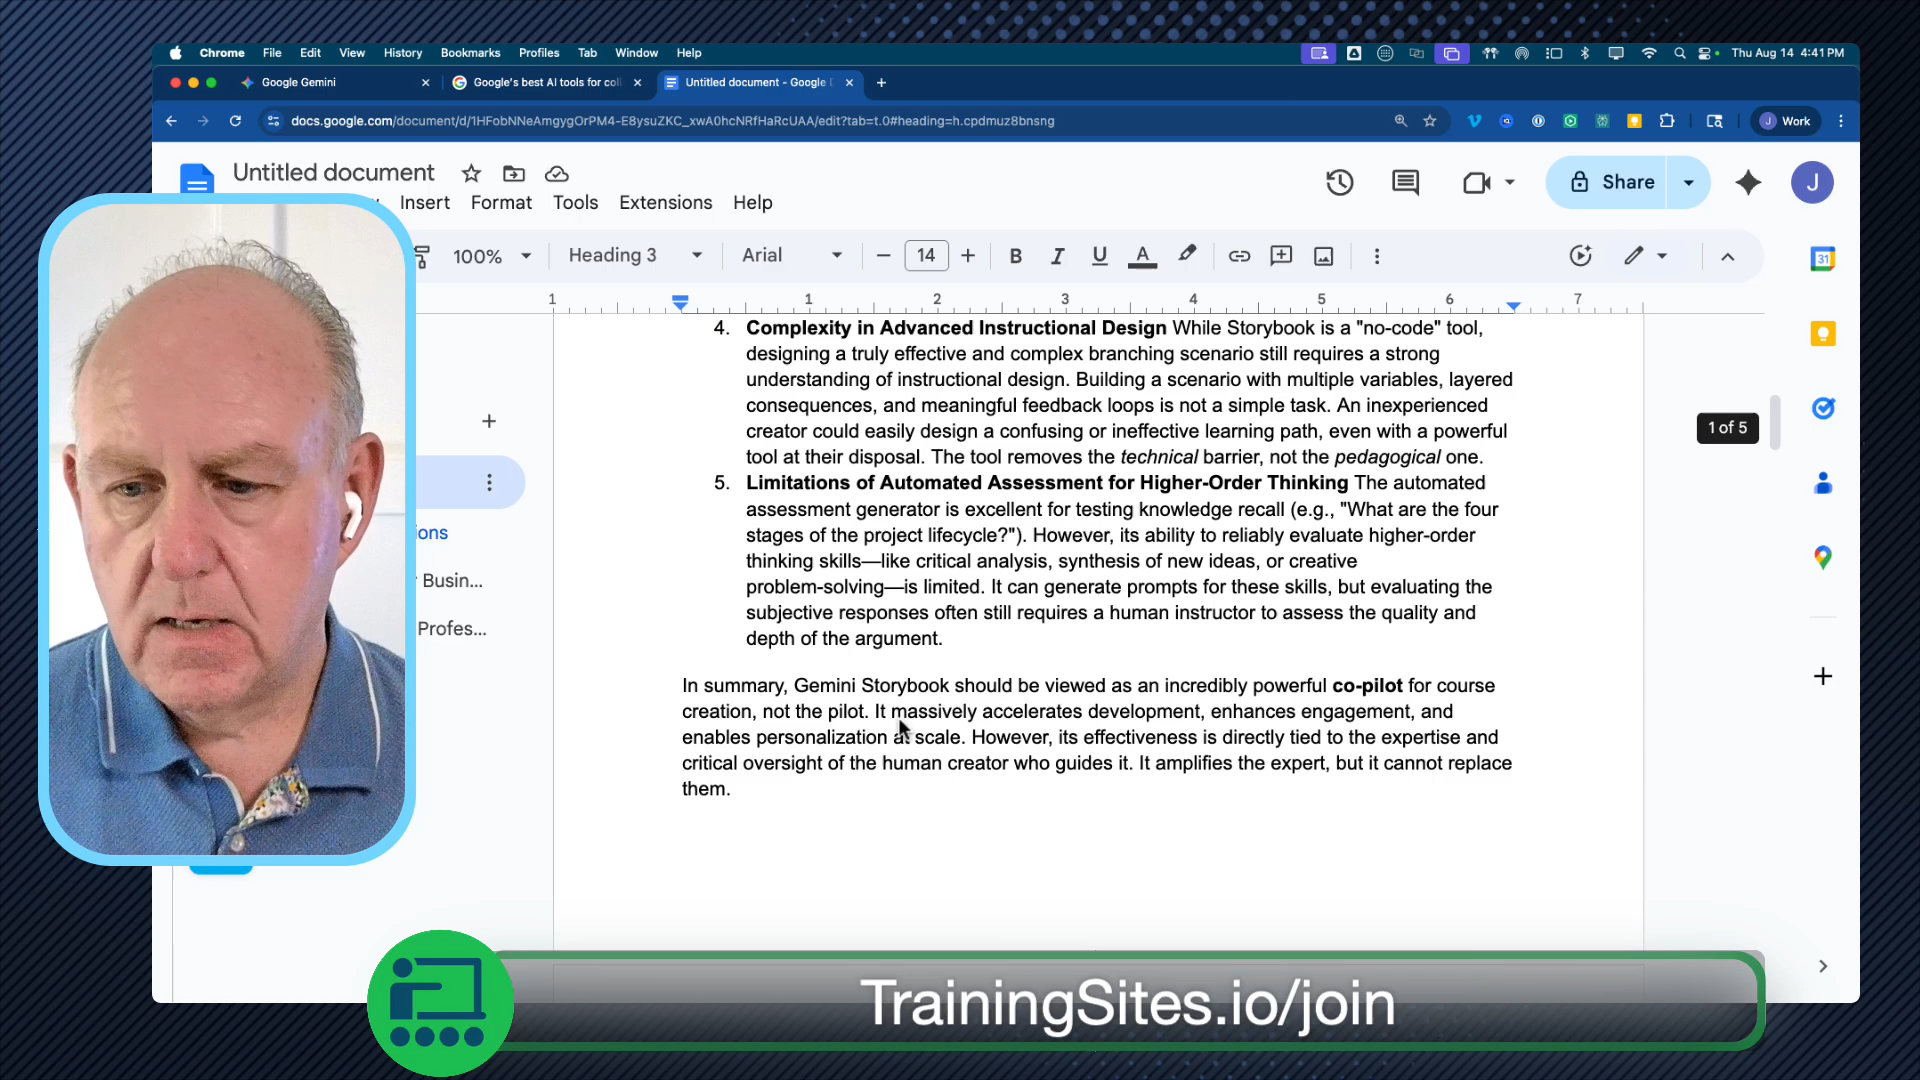 Chrome File Edit View History Bookmarks Profiles Tab Window Help
Thu Aug 14 4:41 PM
Google Gemini
Google's best AI tools for coll
Untitled document - Google D
docs.google.com/document/d/1HFobNNeAmgygOrPM4-E8ysuZKC_xwA0hcNRfHaRcUAA/edit?tab=t.0#heading=h.cpdmuz8bnsng
J Work
Untitled document
Share
J
Insert Format Tools Extensions Help
100% Heading 3 Arial 14 B I U A
31
1 1 2 3 4 5 6 7
4. Complexity in Advanced Instructional Design While Storybook is a "no-code" tool,
designing a truly effective and complex branching scenario still requires a strong
understanding of instructional design. Building a scenario with multiple variables, layered
consequences, and meaningful feedback loops is not a simple task. An inexperienced
creator could easily design a confusing or ineffective learning path, even with a powerful
tool at their disposal. The tool removes the technical barrier, not the pedagogical one.
5. Limitations of Automated Assessment for Higher-Order Thinking The automated
assessment generator is excellent for testing knowledge recall (e.g., "What are the four
stages of the project lifecycle?"). However, its ability to reliably evaluate higher-order
thinking skills—like critical analysis, synthesis of new ideas, or creative
problem-solving—is limited. It can generate prompts for these skills, but evaluating the
subjective responses often still requires a human instructor to assess the quality and
depth of the argument.
In summary, Gemini Storybook should be viewed as an incredibly powerful co-pilot for course
creation, not the pilot. It massively accelerates development, enhances engagement, and
enables personalization at scale. However, its effectiveness is directly tied to the expertise and
critical oversight of the human creator who guides it. It amplifies the expert, but it cannot replace
them.
1 of 5
ions
Busin...
Profes...
TrainingSites.io/join